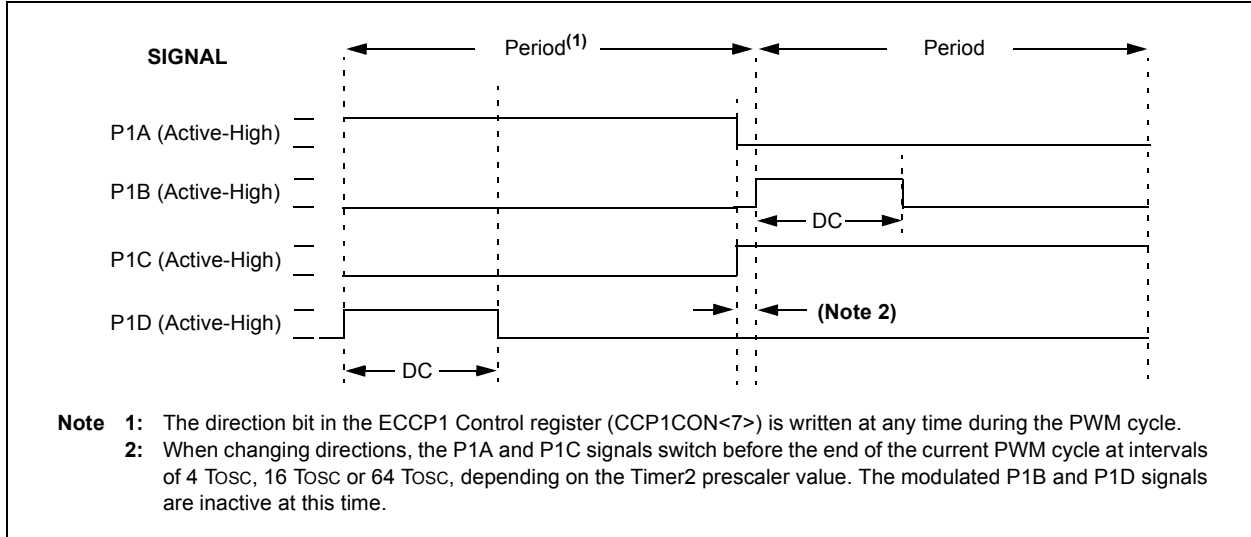 SIGNAL
Period(1)
Period
P1A (Active-High)
P1B (Active-High)
DC
P1C (Active-High)
P1D (Active-High)
(Note 2)
DC
Note 1: The direction bit in the ECCP1 Control register (CCP1CON<7>) is written at any time during the PWM cycle.
2: When changing directions, the P1A and P1C signals switch before the end of the current PWM cycle at intervals
of 4 TOSC, 16 TOSC or 64 TOSC, depending on the Timer2 prescaler value. The modulated P1B and P1D signals
are inactive at this time.